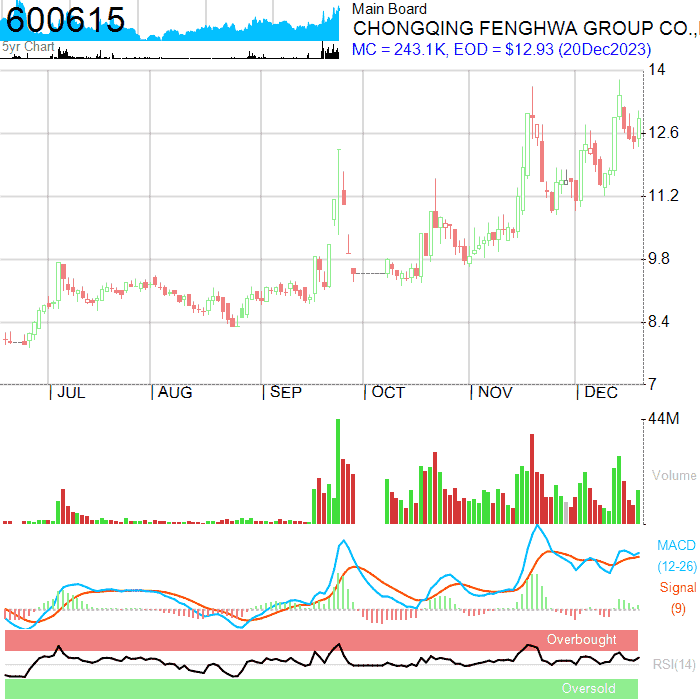 600615
5yr Chart
Main Board
CHONGQING FENGHWA GROUP CO.,
MC = 243.1K, EOD = $12.93 (20Dec2023)
14
12.6
11.2
9.8
8.4
7
JUL
AUG
SEP
OCT
NOV
DEC
44M
Volume
MACD
(12-26)
Signal
(9)
Overbought
RSI(14)
Oversold